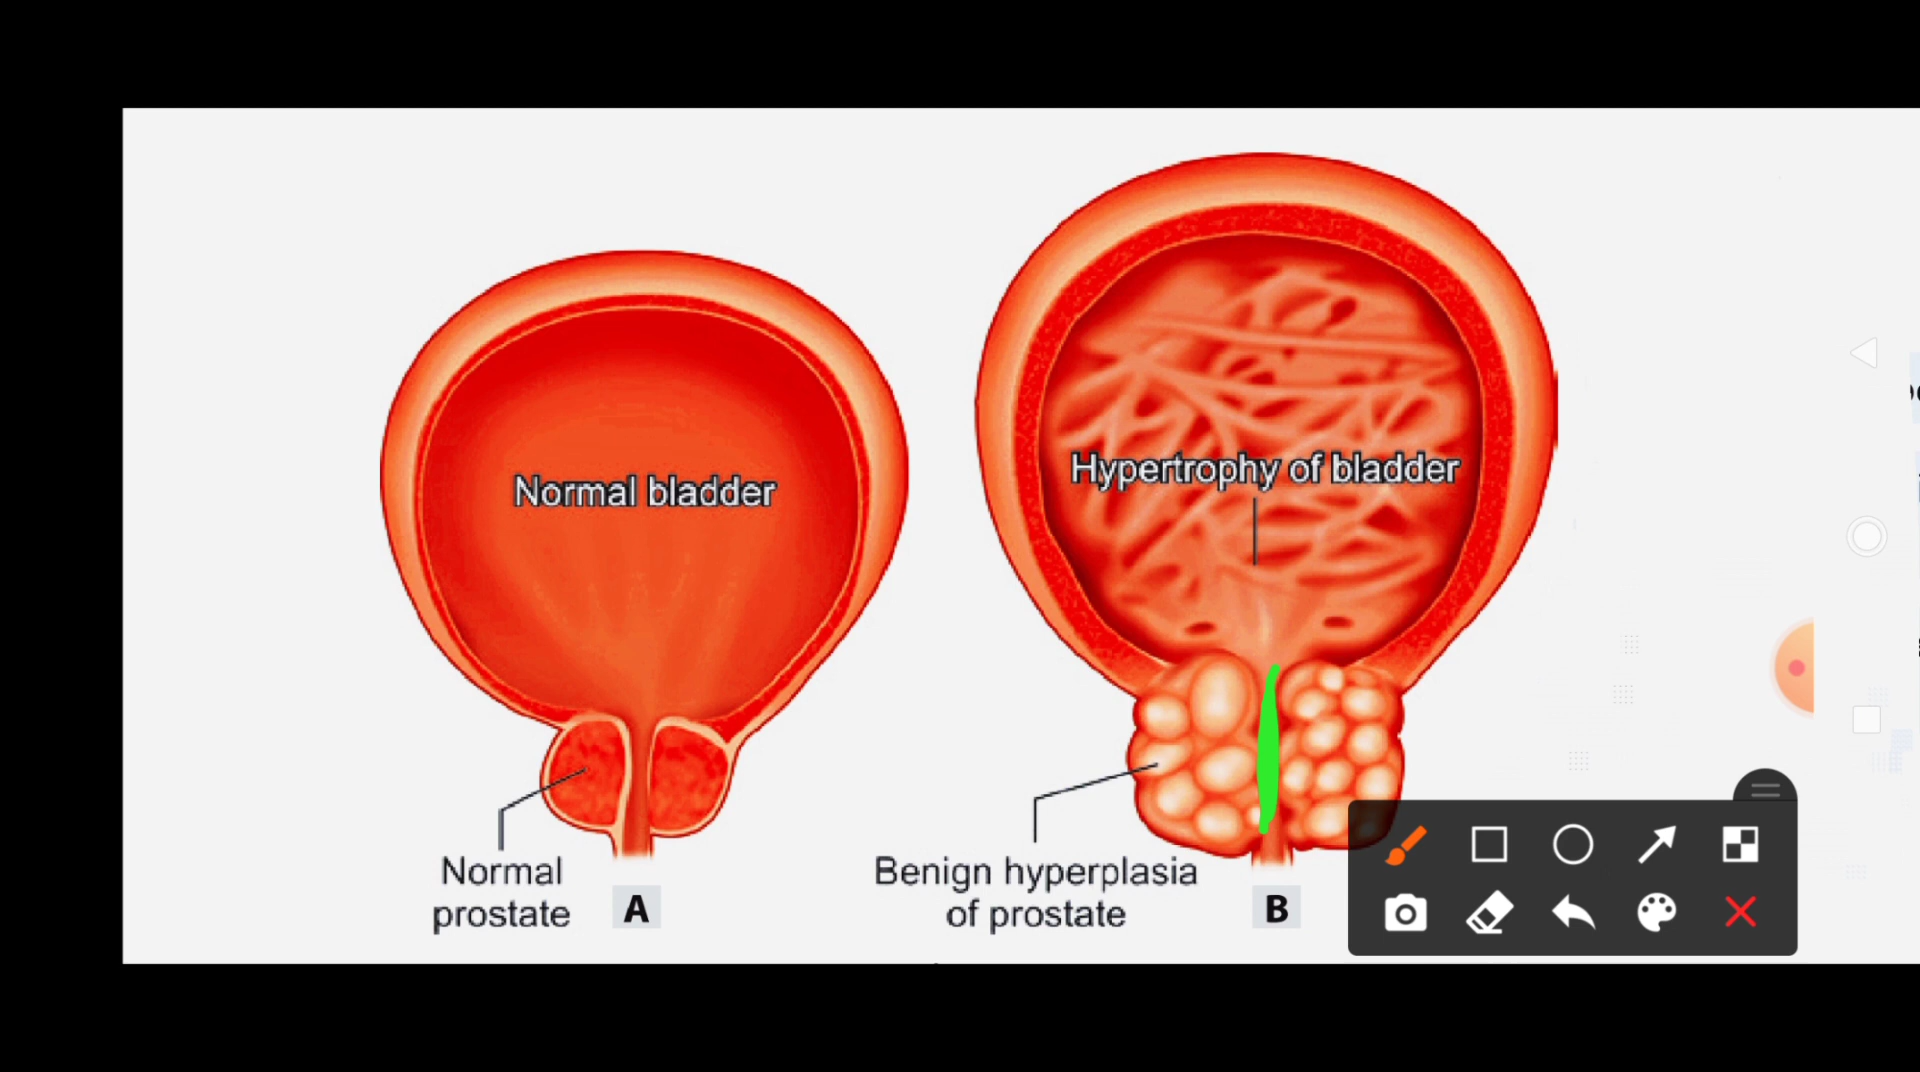 Normal bladder
Hypertrophy of bladder
Normal
prostate
A
Benign hyperplasia
of prostate
B